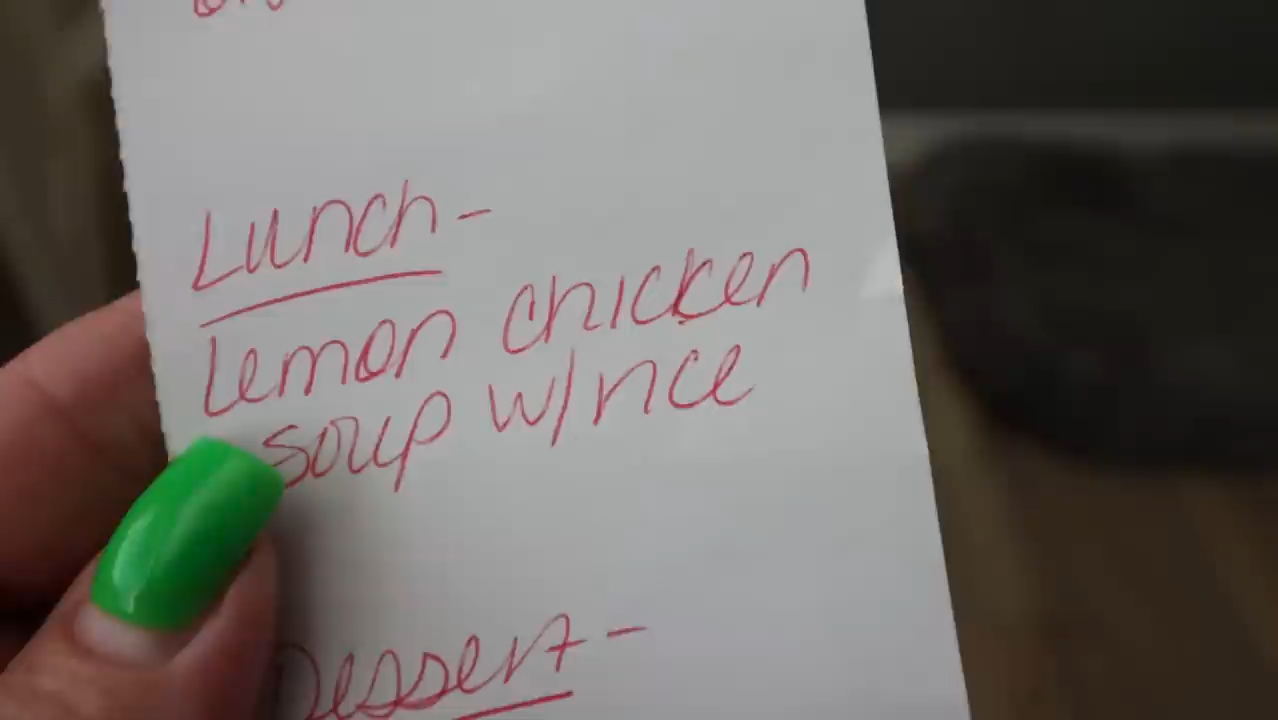 Lunch-
Lemon chicken
soup w/rice
Dessert-